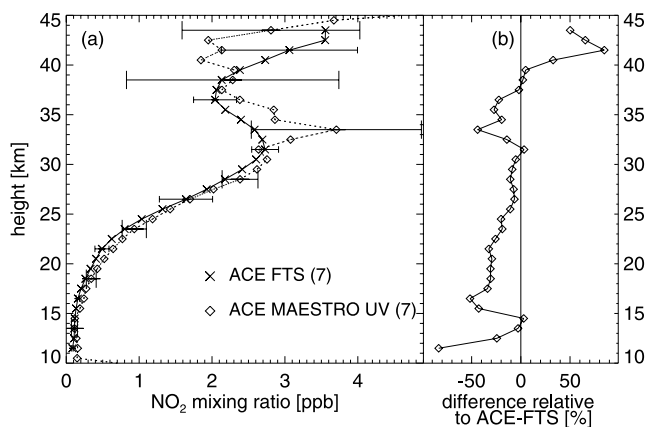 (a)
(b)
height [km]
45
40
35
30
25
20
15
10
45
40
35
30
25
20
15
10
ACE FTS (7)
ACE MAESTRO UV (7)
0 1 2 3 4 5
NO2 mixing ratio [ppb]
-50 0 50
difference relative
to ACE-FTS [%]